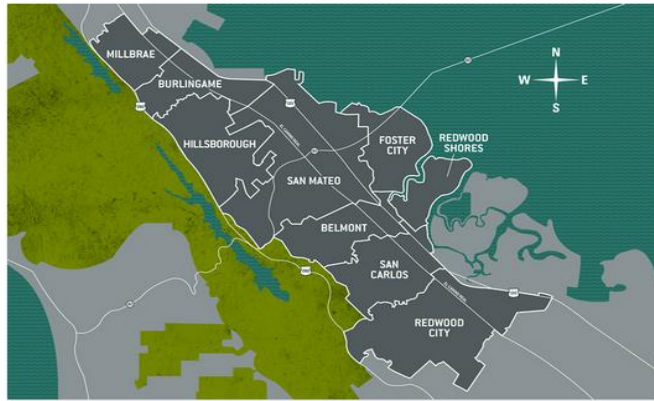 MILLBRAE
BURLINGAME
HILLSBOROUGH
SAN MATEO
FOSTER
CITY
REDWOOD
SHORES
BELMONT
SAN
CARLOS
REDWOOD
CITY
N
W
E
S